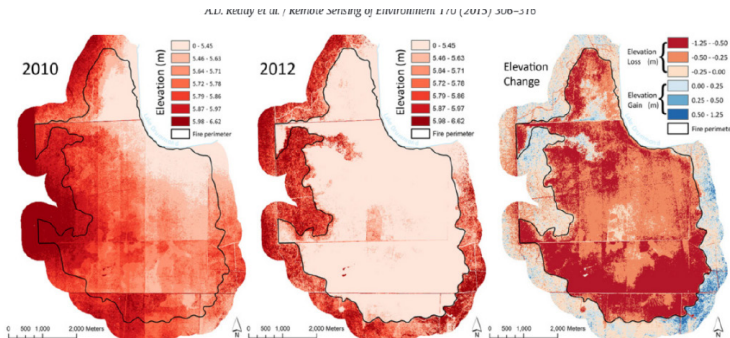 A.D. Reddy et al. / Remote Sensing of Environment 170 (2015) 306–316
2010
Elevation (m)
0 - 5.45
5.46 - 5.63
5.64 - 5.71
5.72 - 5.78
5.79 - 5.86
5.87 - 5.97
5.98 - 6.62
Fire perimeter
0 500 1,000 2,000 Meters
N
2012
Elevation (m)
0 - 5.45
5.46 - 5.63
5.64 - 5.71
5.72 - 5.78
5.79 - 5.86
5.87 - 5.97
5.98 - 6.62
Fire perimeter
0 500 1,000 2,000 Meters
N
Elevation
Change
Elevation
Loss (m)
-1.25 - -0.50
-0.50 - -0.25
-0.25 - 0.00
Elevation
Gain (m)
0.00 - 0.25
0.25 - 0.50
0.50 - 1.25
Fire perimeter
0 500 1,000 2,000 Meters
N